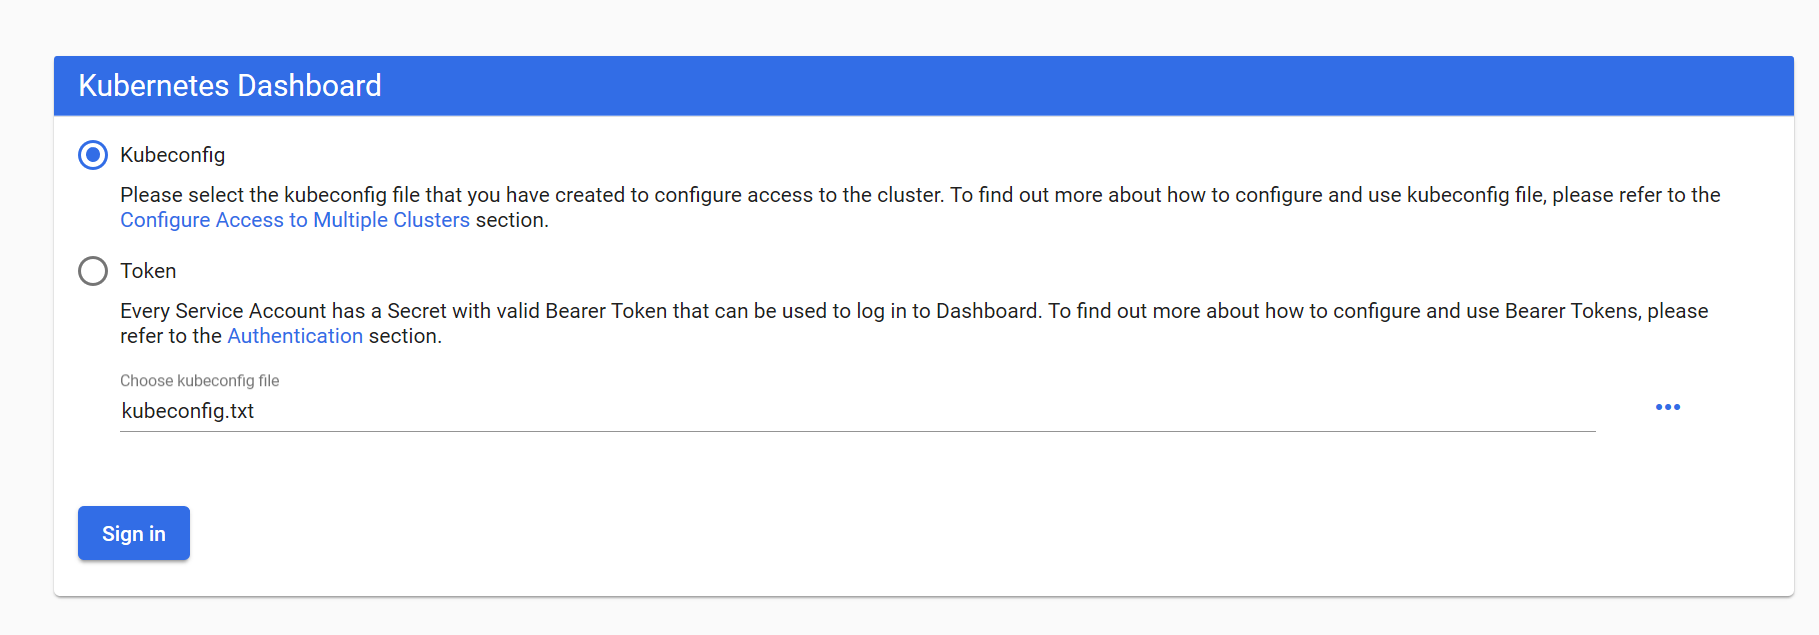 Kubernetes Dashboard
Kubeconfig
Please select the kubeconfig file that you have created to configure access to the cluster. To find out more about how to configure and use kubeconfig file, please refer to the
Configure Access to Multiple Clusters section.
Token
Every Service Account has a Secret with valid Bearer Token that can be used to log in to Dashboard. To find out more about how to configure and use Bearer Tokens, please
refer to the Authentication section.
Choose kubeconfig file
kubeconfig.txt
Sign in